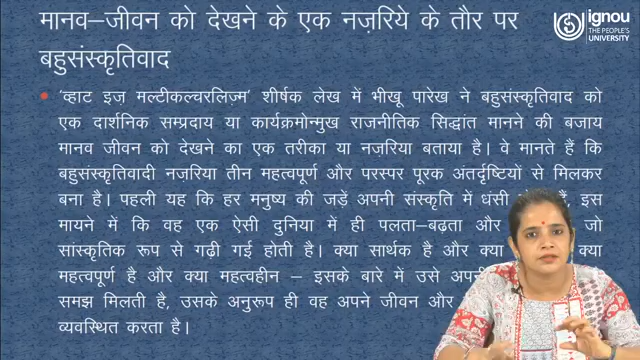 मानव–जीवन को देखने के एक नज़रिये के तौर पर
बहुसंस्कृतिवाद
ignou
THE PEOPLE'S
UNIVERSITY
• 'व्हाट इज़ मल्टीकल्चरलिज़्म' शीर्षक लेख में भीखू पारेख ने बहुसंस्कृतिवाद को
एक दार्शनिक सम्प्रदाय या कार्यक्रमोन्मुख राजनीतिक सिद्धांत मानने की बजाय
मानव जीवन को देखने का एक तरीका या नज़रिया बताया है। वे मानते हैं कि
बहुसंस्कृतिवादी नज़रिया तीन महत्वपूर्ण और परस्पर पूरक अंतर्दृष्टियों से मिलकर
बना है। पहली यह कि हर मनुष्य की जड़ें अपनी संस्कृति में धंसी इस
मायने में कि वह एक ऐसी दुनिया में ही पलता–बढ़ता और जो
सांस्कृतिक रूप से गढ़ी गई होती है। क्या सार्थक है और क्या क्या
महत्वपूर्ण है और क्या महत्वहीन – इसके बारे में उसे
समझ मिलती है, उसके अनुरूप ही वह अपने जीवन और
व्यवस्थित करता है।